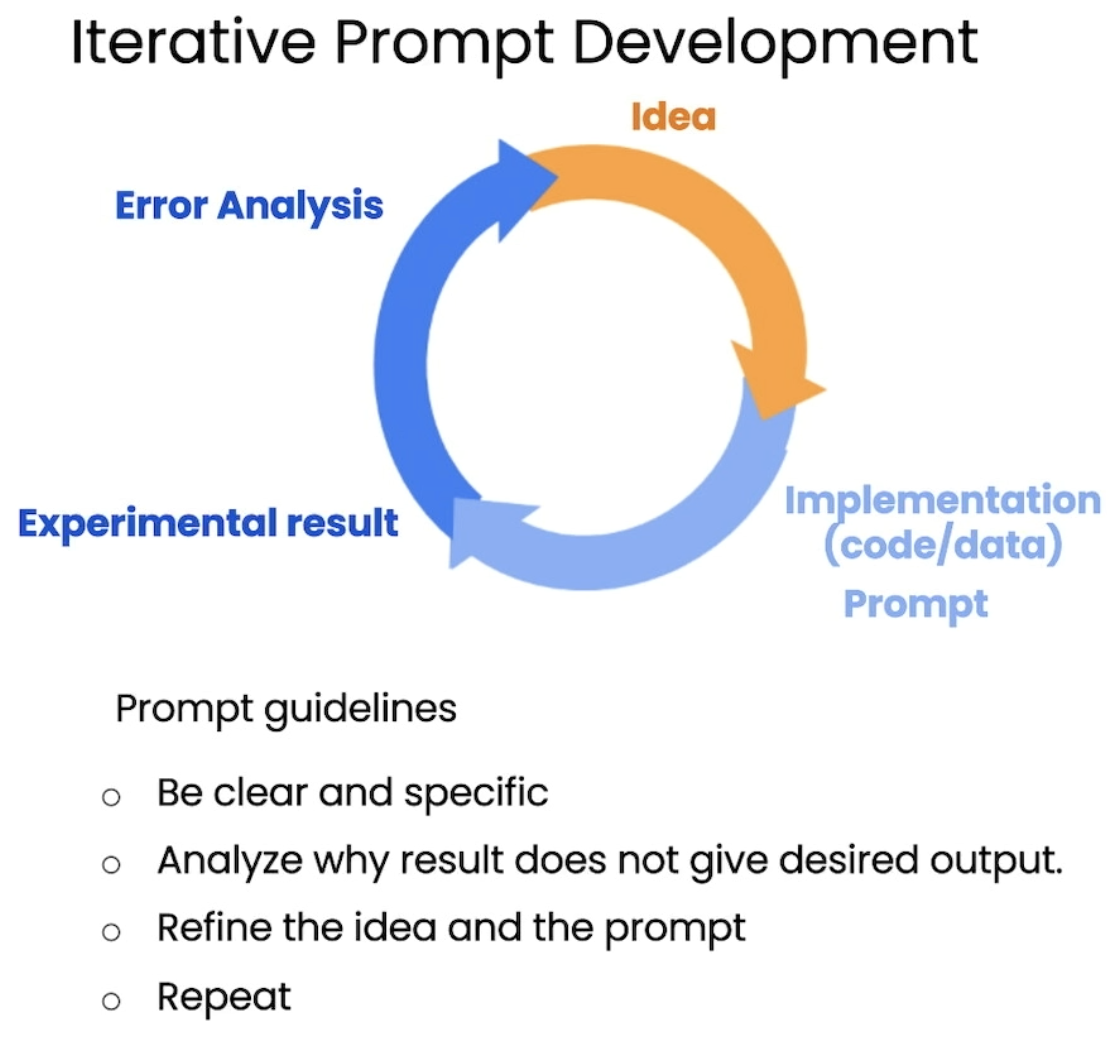 Iterative Prompt Development
Idea
Error Analysis
Experimental result
Implementation
(code/data)
Prompt
Prompt guidelines
○ Be clear and specific
○ Analyze why result does not give desired output.
○ Refine the idea and the prompt
○ Repeat